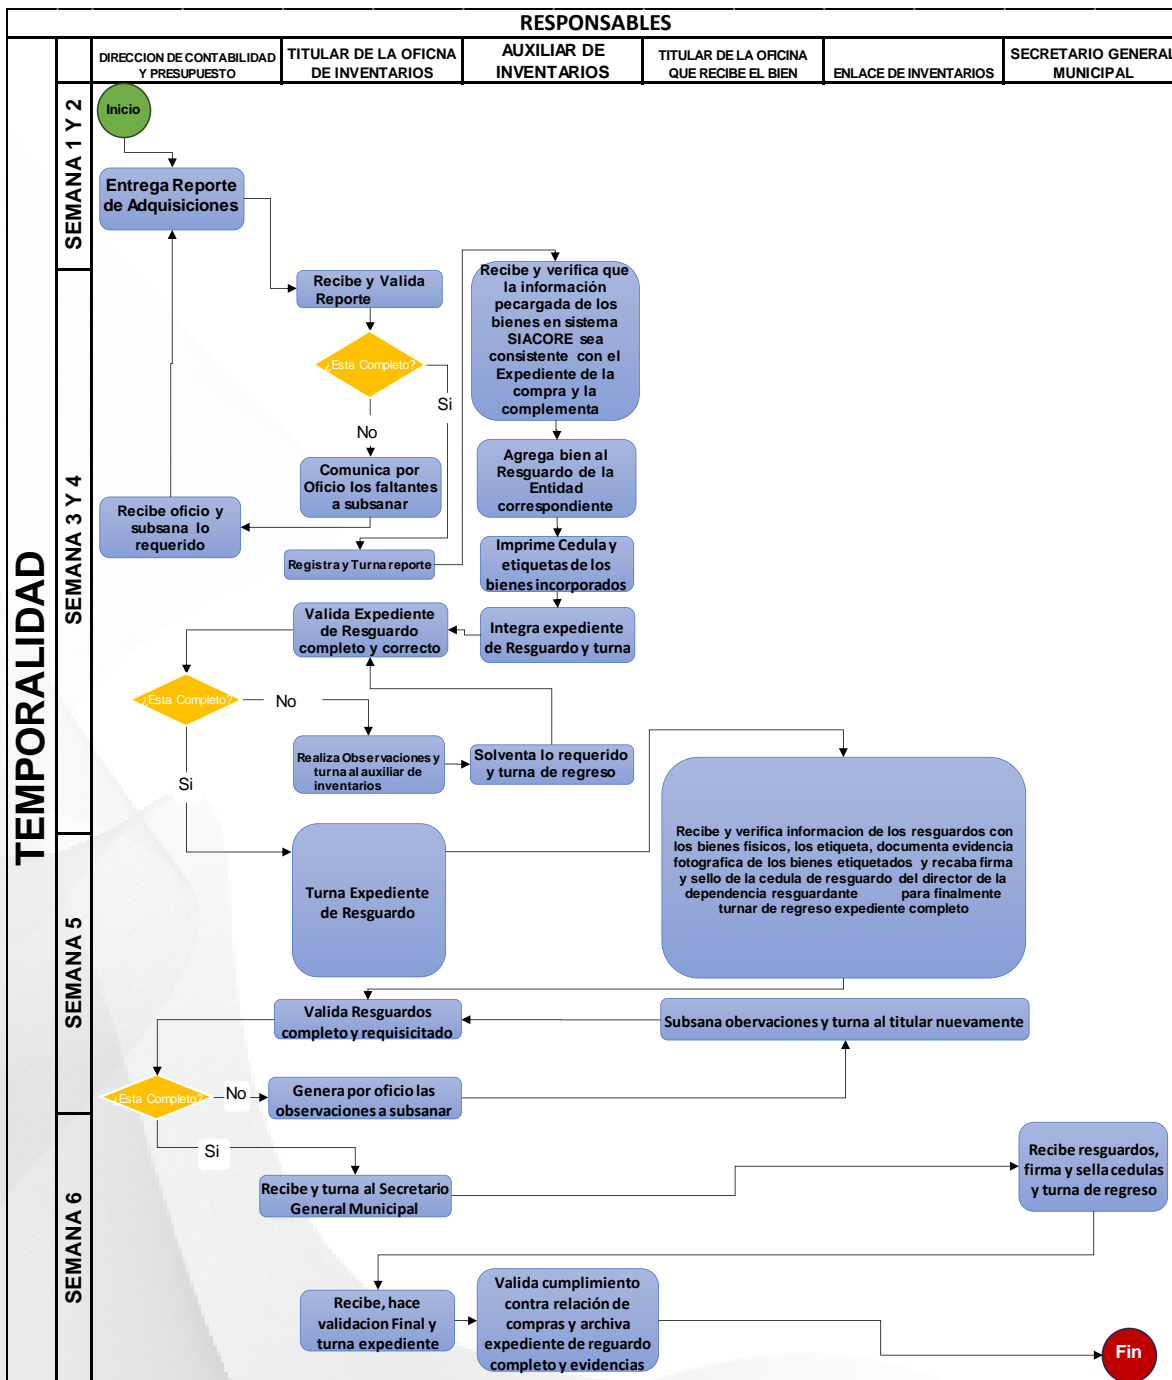 RESPONSABLES
DIRECCION DE CONTABILIDAD
Y PRESUPUESTO
TITULAR DE LA OFICNA
DE INVENTARIOS
AUXILIAR DE
INVENTARIOS
TITULAR DE LA OFICINA
QUE RECIBE EL BIEN
ENLACE DE INVENTARIOS
SECRETARIO GENERAL
MUNICIPAL
TEMPORALIDAD
SEMANA 1 Y 2
Inicio
Entrega Reporte
de Adquisiciones
SEMANA 3 Y 4
Recibe y Valida
Reporte
¿Esta Completo?
Si
No
Comunica por
Oficio los faltantes
a subsanar
Recibe oficio y
subsana lo
requerido
Registra y Turna reporte
Recibe y verifica que
la información
pecargada de los
bienes en sistema
SIACORE sea
consistente con el
Expediente de la
compra y la
complementa
Agrega bien al
Resguardo de la
Entidad
correspondiente
Imprime Cedula y
etiquetas de los
bienes incorporados
Integra expediente
de Resguardo y turna
Valida Expediente
de Resguardo
completo y correcto
¿Esta Completo?
No
Si
Realiza Observaciones y
turna al auxiliar de
inventarios
Solventa lo requerido
y turna de regreso
SEMANA 5
Turna Expediente
de Resguardo
Recibe y verifica informacion de los resguardos con
los bienes fisicos, los etiqueta, documenta evidencia
fotografica de los bienes etiquetados y recaba firma
y sello de la cedula de resguardo del director de la
dependencia resguardante para finalmente
turnar de regreso expediente completo
Valida Resguardos
completo y requisicitado
Subsana obervaciones y turna al titular nuevamente
¿Esta Completo?
No
Genera por oficio las
observaciones a subsanar
SEMANA 6
Si
Recibe y turna al Secretario
General Municipal
Recibe resguardos,
firma y sella cedulas
y turna de regreso
Recibe, hace
validacion Final y
turna expediente
Valida cumplimiento
contra relación de
compras y archiva
expediente de reguardo
completo y evidencias
Fin